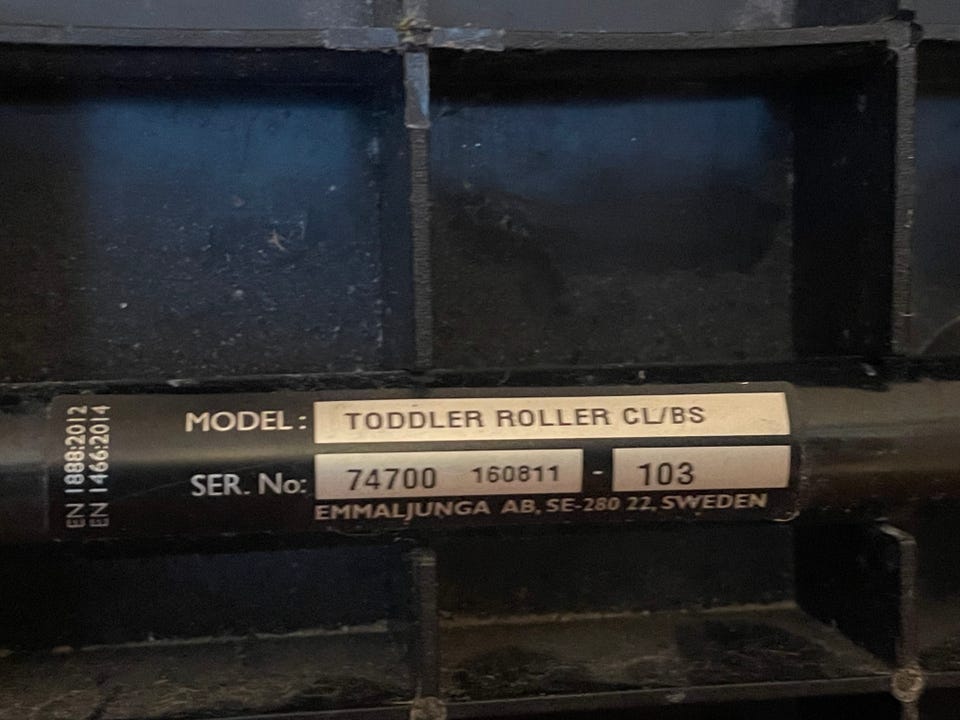 EN 1888:2012
EN 1466:2014
MODEL: TODDLER ROLLER CL/BS
SER. No: 74700 160811 - 103
EMMALJUNGA AB, SE-280 22, SWEDEN